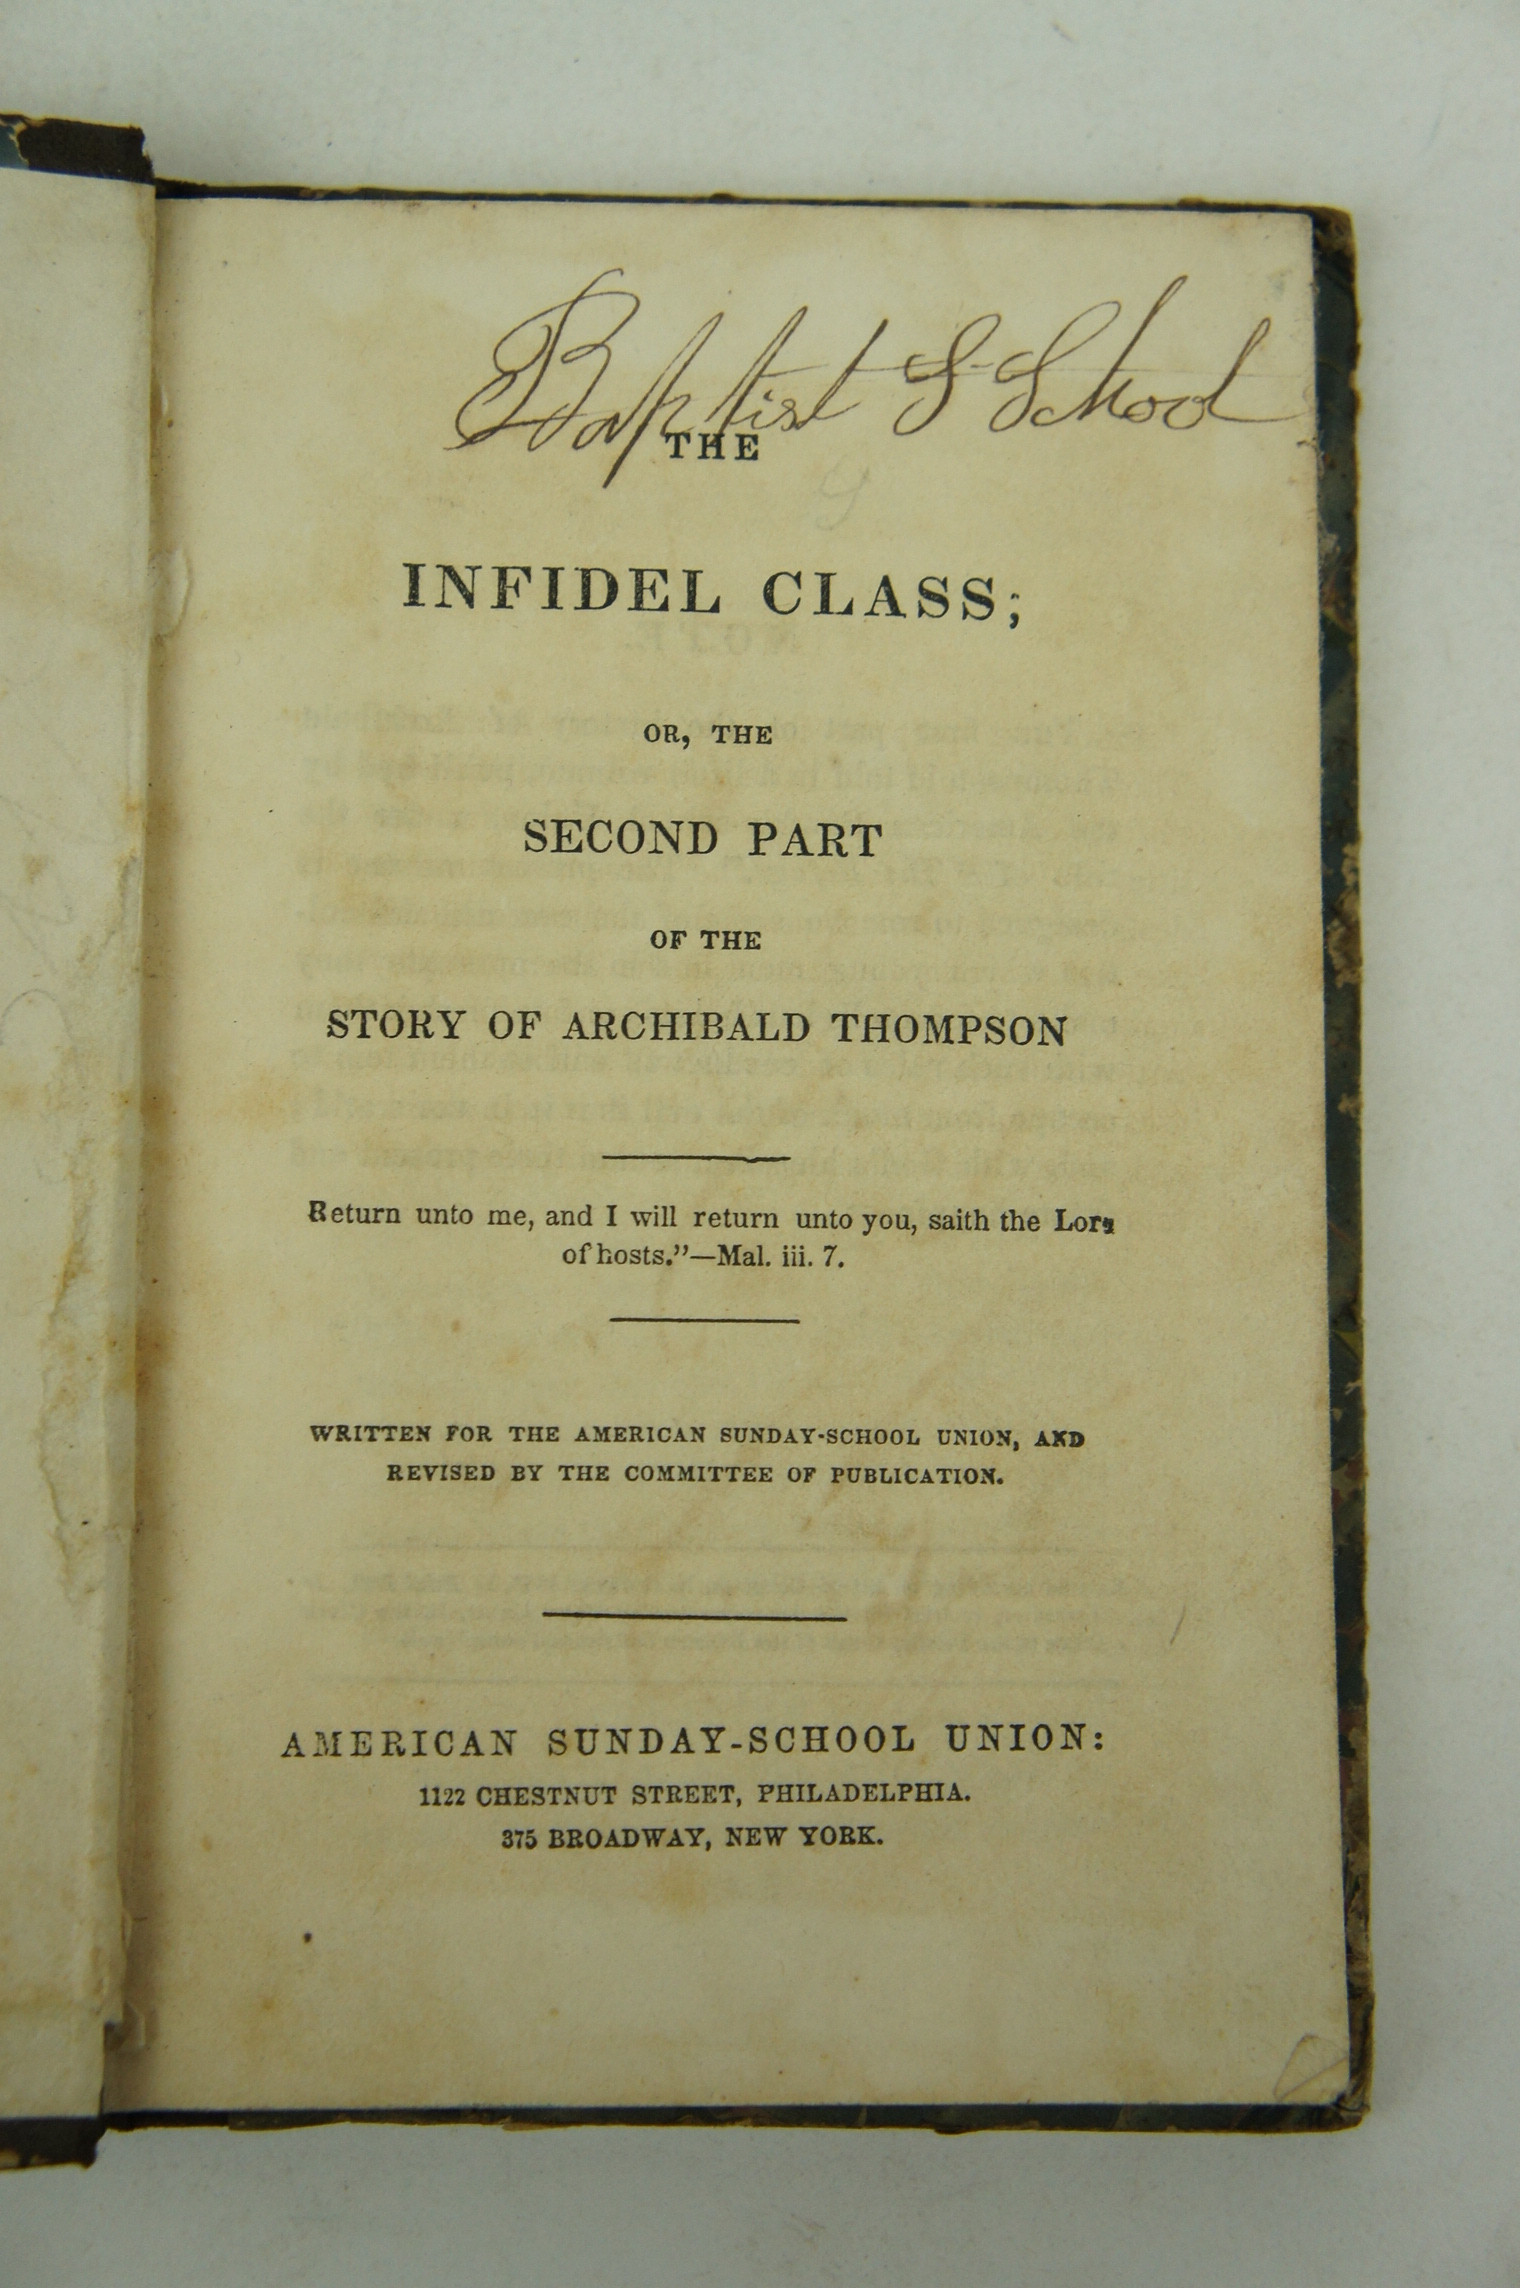 Baptist S-School
THE
INFIDEL CLASS;
OR, THE
SECOND PART
OF THE
STORY OF ARCHIBALD THOMPSON
Return unto me, and I will return unto you, saith the Lord
of hosts.”—Mal. iii. 7.
WRITTEN FOR THE AMERICAN SUNDAY-SCHOOL UNION, AND
REVISED BY THE COMMITTEE OF PUBLICATION.
AMERICAN SUNDAY-SCHOOL UNION:
1122 CHESTNUT STREET, PHILADELPHIA.
375 BROADWAY, NEW YORK.